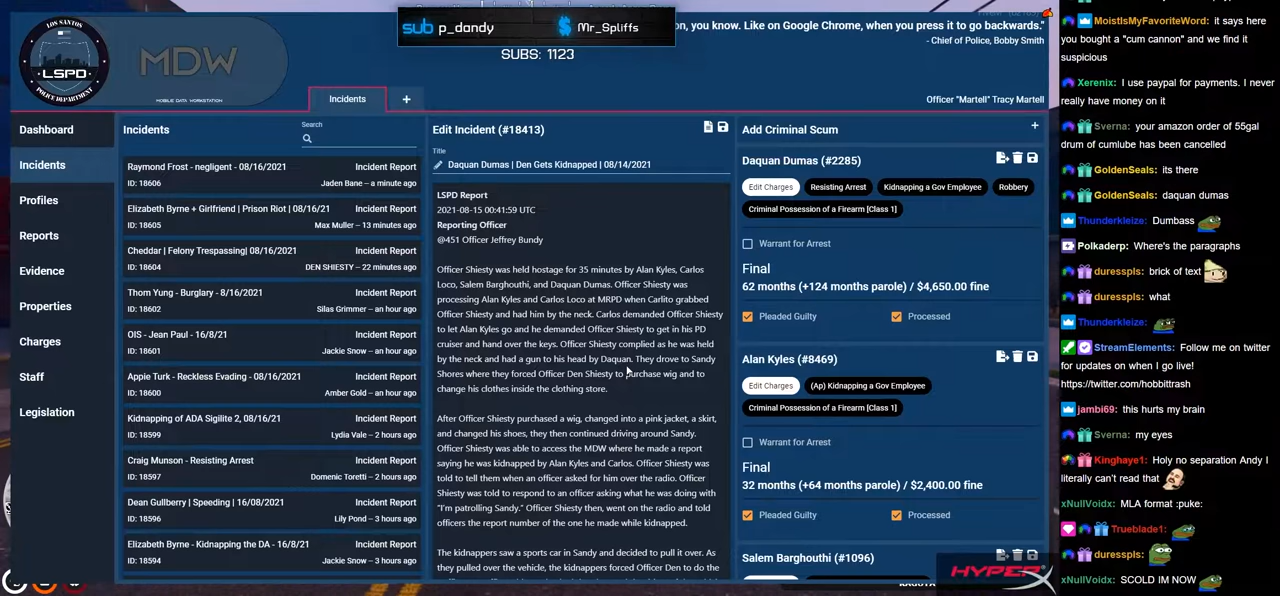 LOS SANTOS
LSPD
POLICE DEPARTMENT
MDW
MOBILE DATA WORKSTATION
sub p_dandy
Mr_Spliffs
SUBS: 1123
on, you know. Like on Google Chrome, when you press it to go backwards."
- Chief of Police, Bobby Smith
Incidents
+
Officer "Martell" Tracy Martell
Dashboard
Incidents
Profiles
Reports
Evidence
Properties
Charges
Staff
Legislation
Incidents
Search
Raymond Frost - negligent - 08/16/2021
Incident Report
ID: 18606
Jaden Bane – a minute ago
Elizabeth Byrne + Girlfriend | Prison Riot | 08/16/21
Incident Report
ID: 18605
Max Muller – 13 minutes ago
Cheddar | Felony Trespassing| 08/16/2021
Incident Report
ID: 18604
DEN SHIESTY – 22 minutes ago
Thom Yung - Burglary - 8/16/2021
Incident Report
ID: 18602
Silas Grimmer – an hour ago
OIS - Jean Paul - 16/8/21
Incident Report
ID: 18601
Jackie Snow – an hour ago
Appie Turk - Reckless Evading - 08/16/2021
Incident Report
ID: 18600
Amber Gold – an hour ago
Kidnapping of ADA Sigilite 2, 08/16/2021
Incident Report
ID: 18599
Lydia Vale – 2 hours ago
Craig Munson - Resisting Arrest
Incident Report
ID: 18597
Domenic Toretti – 2 hours ago
Dean Gullberry | Speeding | 16/08/2021
Incident Report
ID: 18596
Lily Pond – 3 hours ago
Elizabeth Byrne - Kidnapping the DA - 16/8/21
Incident Report
ID: 18594
Jackie Snow – 3 hours ago
Edit Incident (#18413)
Title
Daquan Dumas | Den Gets Kidnapped | 08/14/2021
LSPD Report
2021-08-15 00:41:59 UTC
Reporting Officer
@451 Officer Jeffrey Bundy
Officer Shiesty was held hostage for 35 minutes by Alan Kyles, Carlos
Loco, Salem Barghouthi, and Daquan Dumas. Officer Shiesty was
processing Alan Kyles and Carlos Loco at MRPD when Carlito grabbed
Officer Shiesty and had him by the neck. Carlos demanded Officer Shiesty
to let Alan Kyles go and he demanded Officer Shiesty to get in his PD
cruiser and hand over the keys. Officer Shiesty complied as he was held
by the neck and had a gun to his head by Daquan. They drove to Sandy
Shores where they forced Officer Den Shiesty to purchase wig and to
change his clothes inside the clothing store.
After Officer Shiesty purchased a wig, changed into a pink jacket, a skirt,
and changed his shoes, they then continued driving around Sandy.
Officer Shiesty was able to access the MDW where he made a report
saying he was kidnapped by Alan Kyles and Carlos. Officer Shiesty was
told to tell them when an officer asked for him over the radio. Officer
Shiesty was told to respond to an officer asking what he was doing with
"I'm patrolling Sandy." Officer Shiesty then, went on the radio and told
officers the report number of the one he made while kidnapped.
The kidnappers saw a sports car in Sandy and decided to pull it over. As
they pulled over the vehicle, the kidnappers forced Officer Den to do the
Add Criminal Scum
+
Daquan Dumas (#2285)
Edit Charges
Resisting Arrest
Kidnapping a Gov Employee
Robbery
Criminal Possession of a Firearm [Class 1]
Warrant for Arrest
Final
62 months (+124 months parole) / $4,650.00 fine
Pleaded Guilty
Processed
Alan Kyles (#8469)
Edit Charges
(Ap) Kidnapping a Gov Employee
Criminal Possession of a Firearm [Class 1]
Warrant for Arrest
Final
32 months (+64 months parole) / $2,400.00 fine
Pleaded Guilty
Processed
Salem Barghouthi (#1096)
HYPERX
MoistIsMyFavoriteWord: it says here
you bought a "cum cannon" and we find it
suspicious
Xerenix: I use paypal for payments. I never
really have money on it
Sverna: your amazon order of 55gal
drum of cumlube has been cancelled
GoldenSeals: its there
GoldenSeals: daquan dumas
Thunderkleize: Dumbass
Polkaderp: Where's the paragraphs
duresspls: brick of text
duresspls: what
Thunderkleize:
StreamElements: Follow me on twitter
for updates on when I go live!
https://twitter.com/hobbittrash
jambi69: this hurts my brain
Sverna: my eyes
Kinghaye1: Holy no separation Andy I
literally can't read that
xNullVoidx: MLA format :puke:
Trueblade1:
duresspls:
xNullVoidx: SCOLD IM NOW